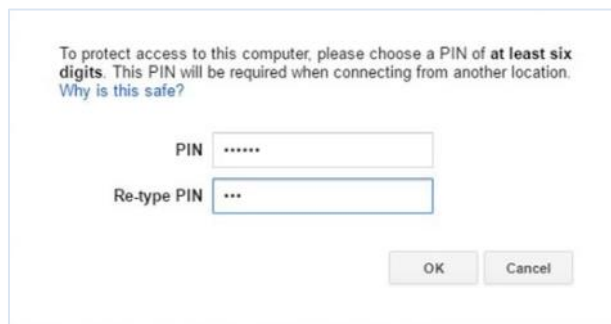 To protect access to this computer, please choose a PIN of at least six
digits. This PIN will be required when connecting from another location.
Why is this safe?
PIN ••••••
Re-type PIN •••
OK Cancel